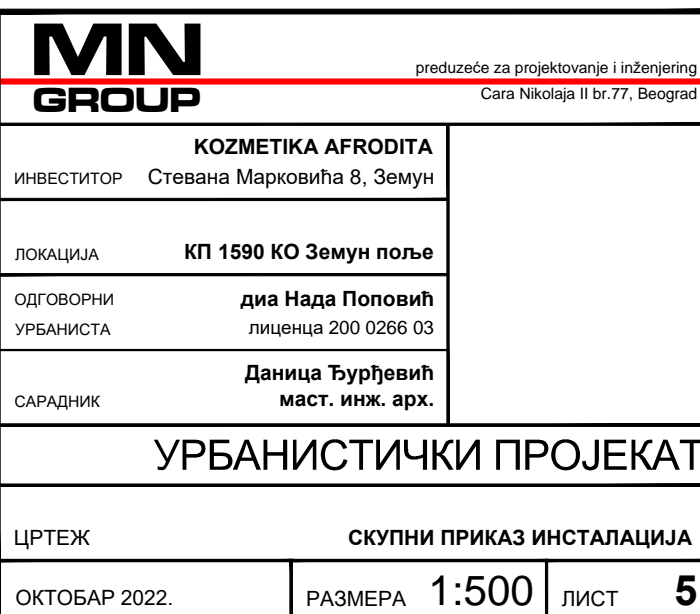 MN
GROUP
preduzeće za projektovanje i inženjering
Cara Nikolaja II br.77, Beograd
KOZMETIKA AFRODITA
ИНВЕСТИТОР Стевана Марковића 8, Земун
ЛОКАЦИЈА КП 1590 КО Земун поље
ОДГОВОРНИ диа Нада Поповић
УРБАНИСТА лиценца 200 0266 03
Даница Ђурђевић
САРАДНИК маст. инж. арх.
УРБАНИСТИЧКИ ПРОЈЕКАТ
ЦРТЕЖ СКУПНИ ПРИКАЗ ИНСТАЛАЦИЈА
ОКТОБАР 2022. РАЗМЕРА 1:500 ЛИСТ 5